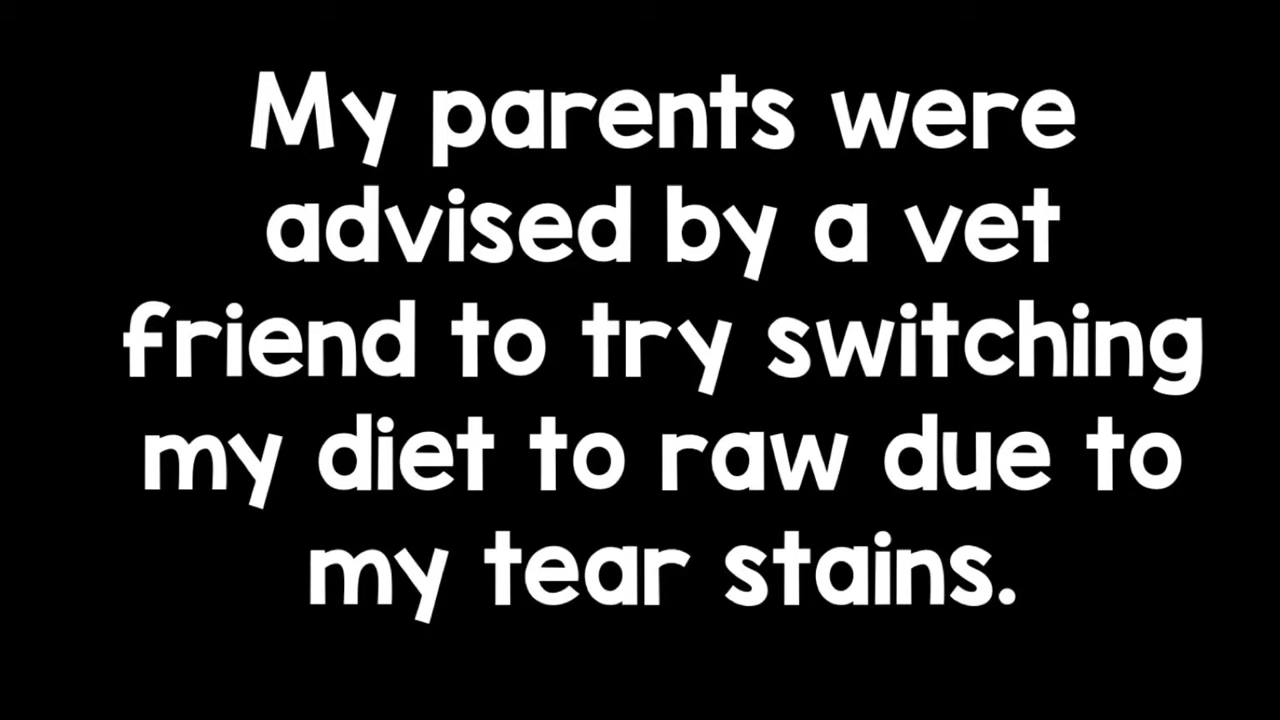 My parents were
advised by a vet
friend to try switching
my diet to raw due to
my tear stains.